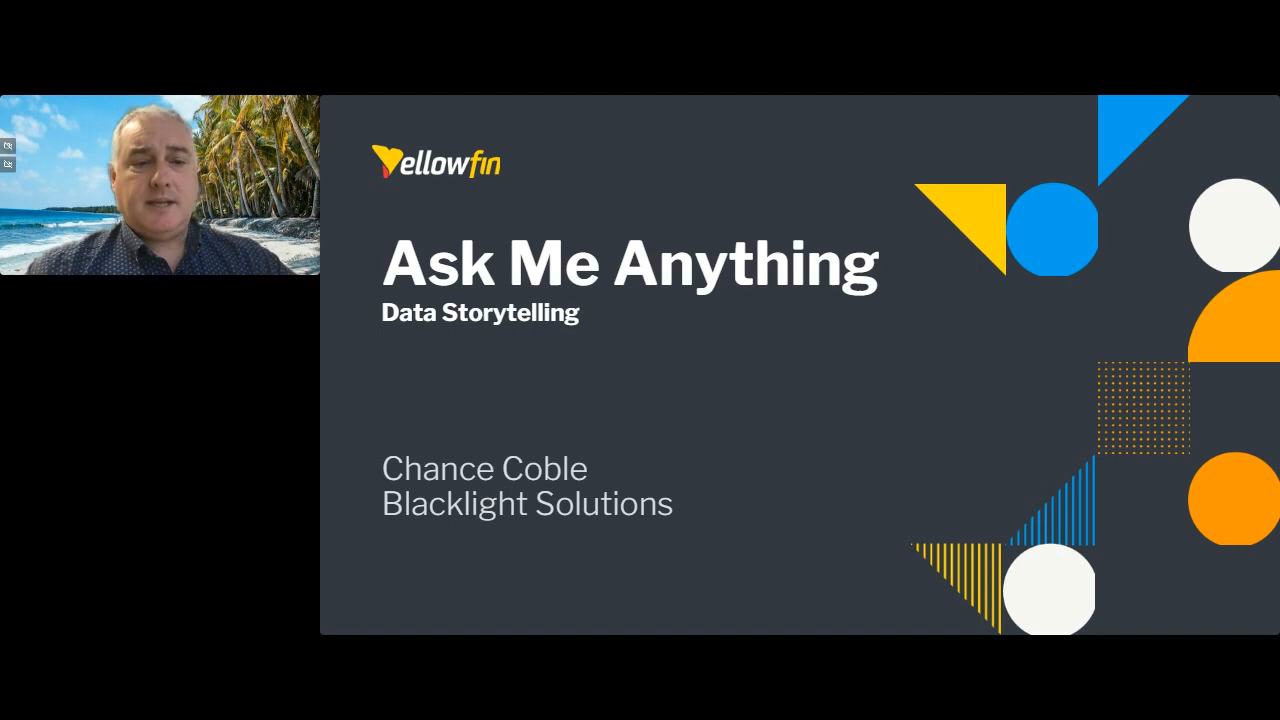 Yellowfin
Ask Me Anything
Data Storytelling
Chance Coble
Blacklight Solutions